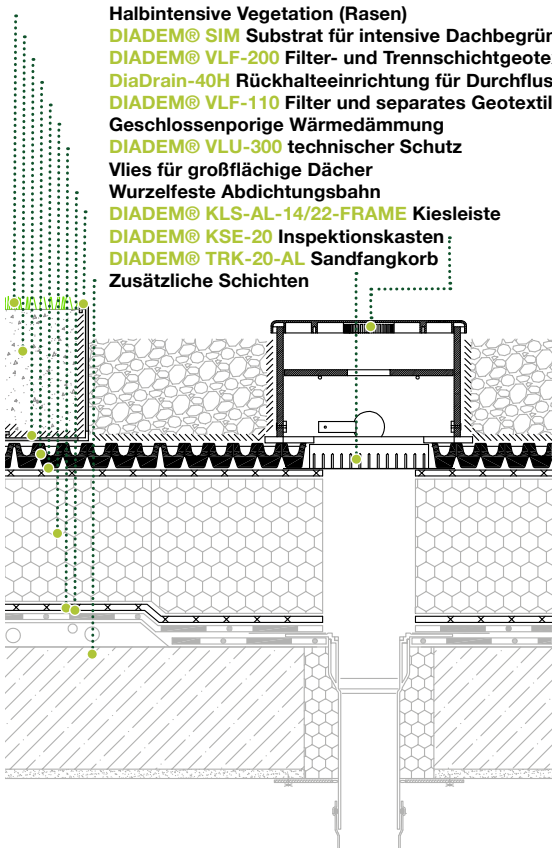 Halbintensive Vegetation (Rasen)
DIADEM® SIM Substrat für intensive Dachbegrün
DIADEM® VLF-200 Filter- und Trennschichtgeote
DiaDrain-40H Rückhalteeinrichtung für Durchflus
DIADEM® VLF-110 Filter und separates Geotextil
Geschlossenporige Wärmedämmung
DIADEM® VLU-300 technischer Schutz
Vlies für großflächige Dächer
Wurzelfeste Abdichtungsbahn
DIADEM® KLS-AL-14/22-FRAME Kiesleiste
DIADEM® KSE-20 Inspektionskasten
DIADEM® TRK-20-AL Sandfangkorb
Zusätzliche Schichten